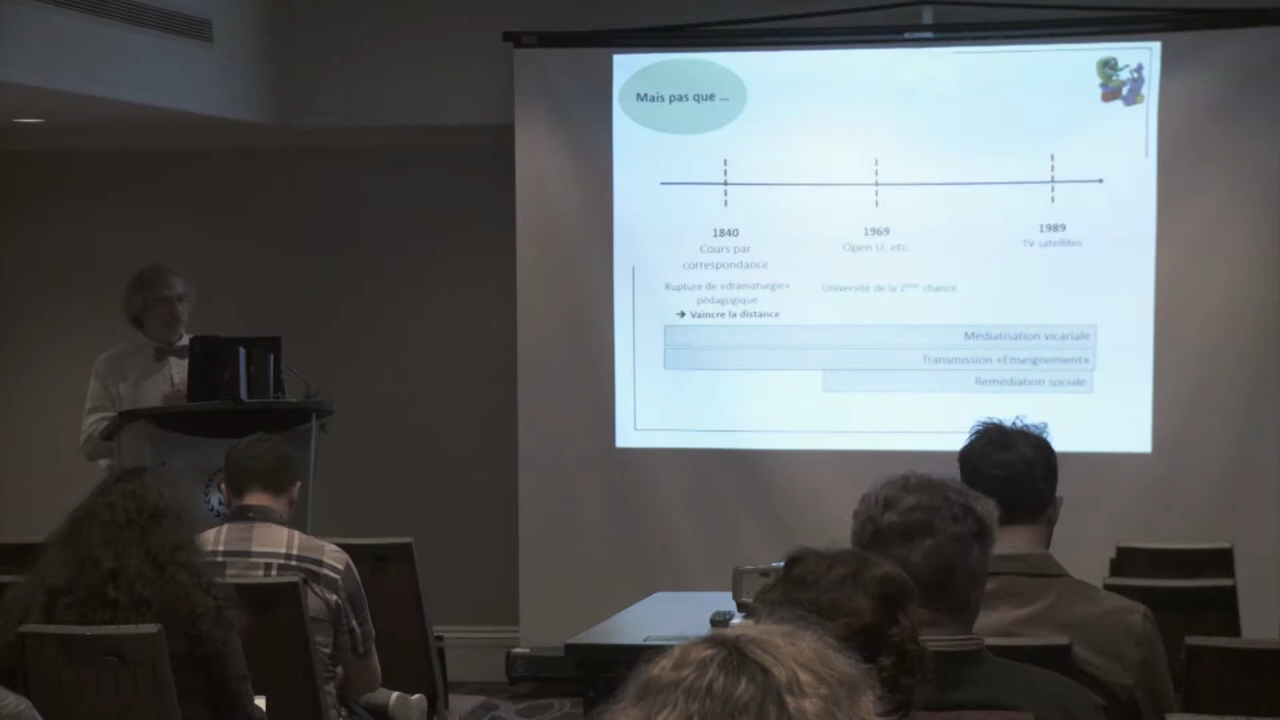 Mais pas que ...
1840
Cours par
correspondance
Rupture de «dramaturgie»
pédagogique
➔ Vaincre la distance
1969
Open U, etc.
Université de la 2ème chance
1989
TV satellites
Médiatisation vicariale
Transmission «Enseignement»
Remédiation sociale